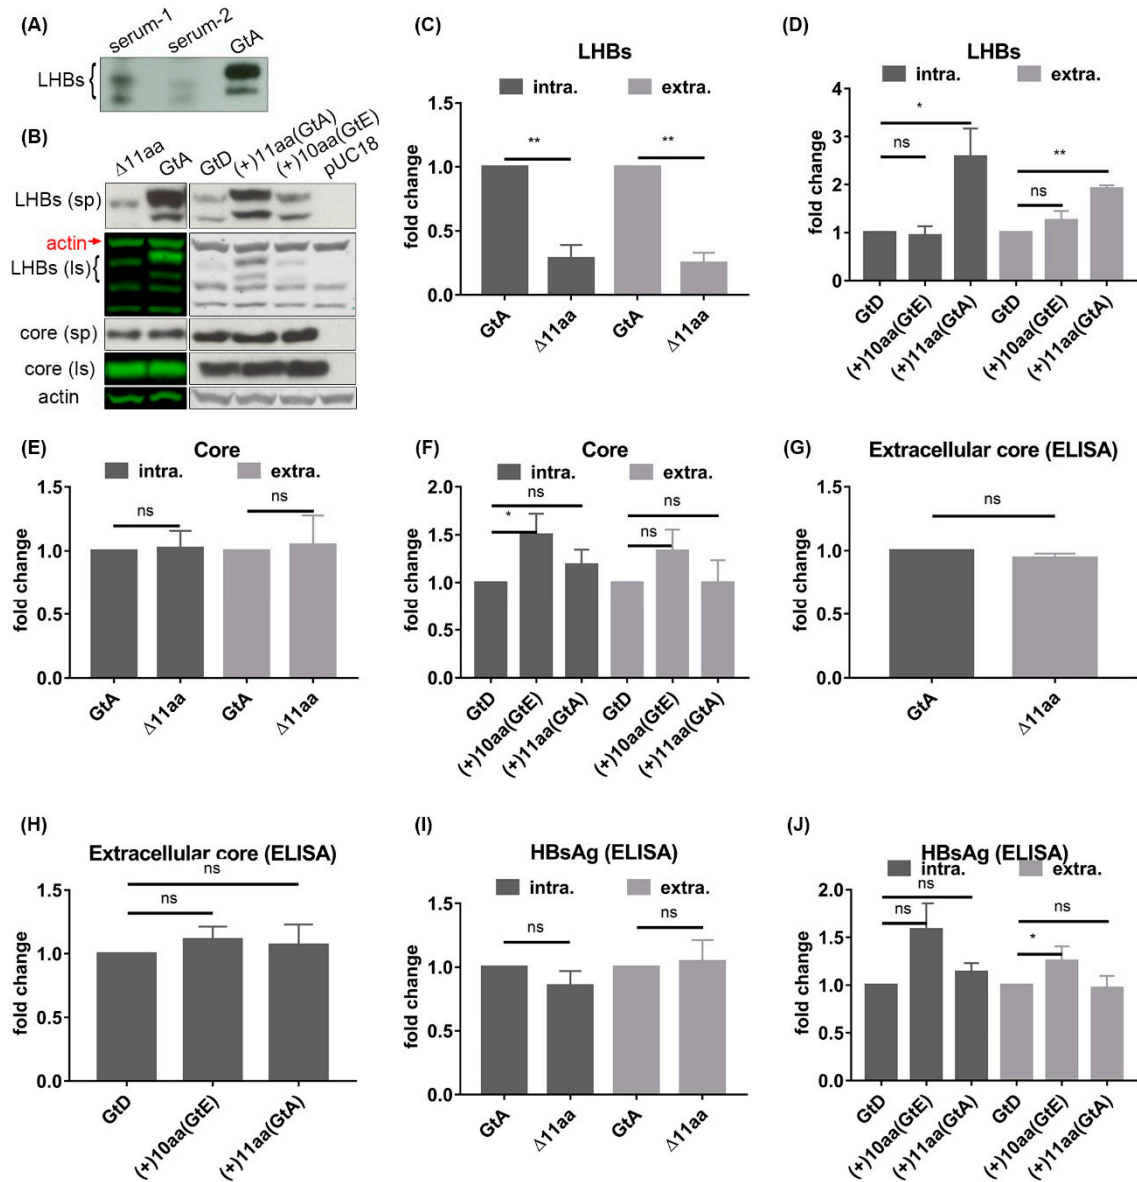 (A)
serum-1 serum-2 GtA
LHBs
(B)
Δ11aa GtA GtD (+)11aa(GtA) (+)10aa(GtE) pUC18
LHBs (sp)
actin
LHBs (ls)
core (sp)
core (ls)
actin
(C)
LHBs
intra. extra.
fold change
1.5
1.0
0.5
0.0
** **
GtA Δ11aa GtA Δ11aa
(D)
LHBs
intra. extra.
fold change
4
3
2
1
0
* **
ns ns
GtD (+)10aa(GtE) (+)11aa(GtA) GtD (+)10aa(GtE) (+)11aa(GtA)
(E)
Core
intra. extra.
fold change
1.5
1.0
0.5
0.0
ns ns
GtA Δ11aa GtA Δ11aa
(F)
Core
intra. extra.
fold change
2.0
1.5
1.0
0.5
0.0
ns ns
* ns
GtD (+)10aa(GtE) (+)11aa(GtA) GtD (+)10aa(GtE) (+)11aa(GtA)
(G)
Extracellular core (ELISA)
fold change
1.5
1.0
0.5
0.0
ns
GtA Δ11aa
(H)
Extracellular core (ELISA)
fold change
1.5
1.0
0.5
0.0
ns
ns
GtD (+)10aa(GtE) (+)11aa(GtA)
(I)
HBsAg (ELISA)
intra. extra.
fold change
1.5
1.0
0.5
0.0
ns ns
GtA Δ11aa GtA Δ11aa
(J)
HBsAg (ELISA)
intra. extra.
fold change
2.0
1.5
1.0
0.5
0.0
ns ns
ns *
GtD (+)10aa(GtE) (+)11aa(GtA) GtD (+)10aa(GtE) (+)11aa(GtA)